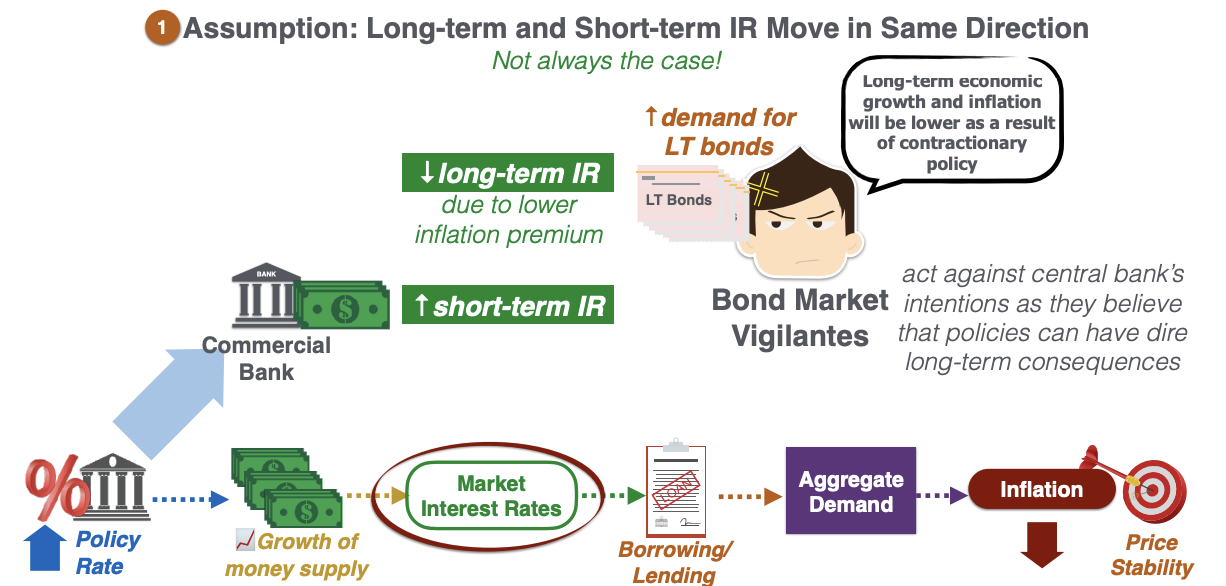 1 Assumption: Long-term and Short-term IR Move in Same Direction
Not always the case!
Long-term economic
growth and inflation
will be lower as a result
of contractionary
policy
↑demand for
LT bonds
↓long-term IR
due to lower
inflation premium
LT Bonds
BANK
$
↑short-term IR
Commercial
Bank
Bond Market
Vigilantes
act against central bank's
intentions as they believe
that policies can have dire
long-term consequences
%
Policy
Rate
$
$
$
Growth of
money supply
Market
Interest Rates
LOAN
Borrowing/
Lending
Aggregate
Demand
Inflation
Price
Stability